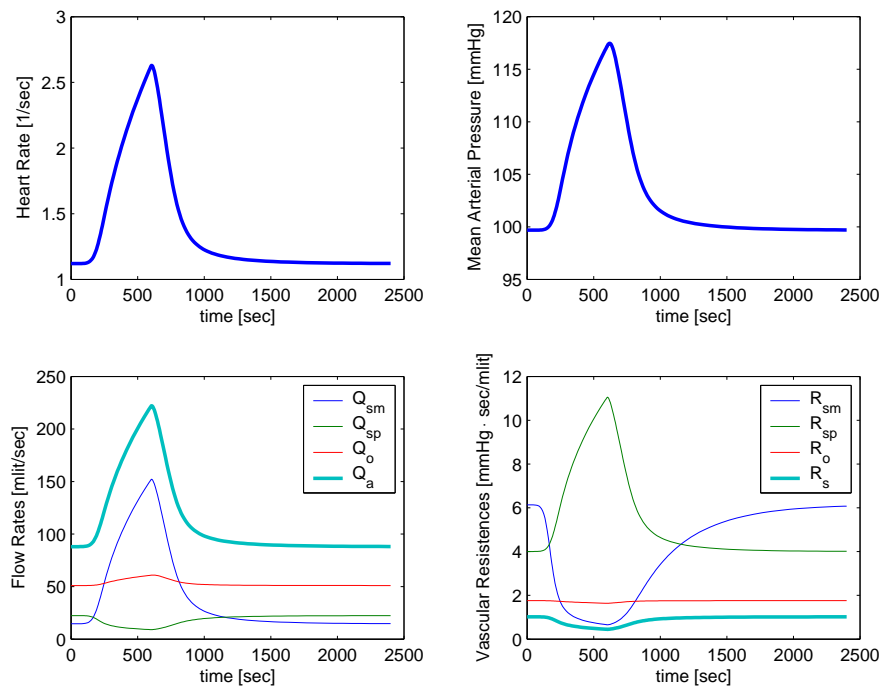 3
2.5
2
1.5
1
Heart Rate [1/sec]
0 500 1000 1500 2000 2500
time [sec]
120
115
110
105
100
95
Mean Arterial Pressure [mmHg]
0 500 1000 1500 2000 2500
time [sec]
250
200
150
100
50
0
Flow Rates [mlit/sec]
Q_sm
Q_sp
Q_o
Q_a
0 500 1000 1500 2000 2500
time [sec]
12
10
8
6
4
2
0
Vascular Resistences [mmHg · sec/mlit]
R_sm
R_sp
R_o
R_s
0 500 1000 1500 2000 2500
time [sec]